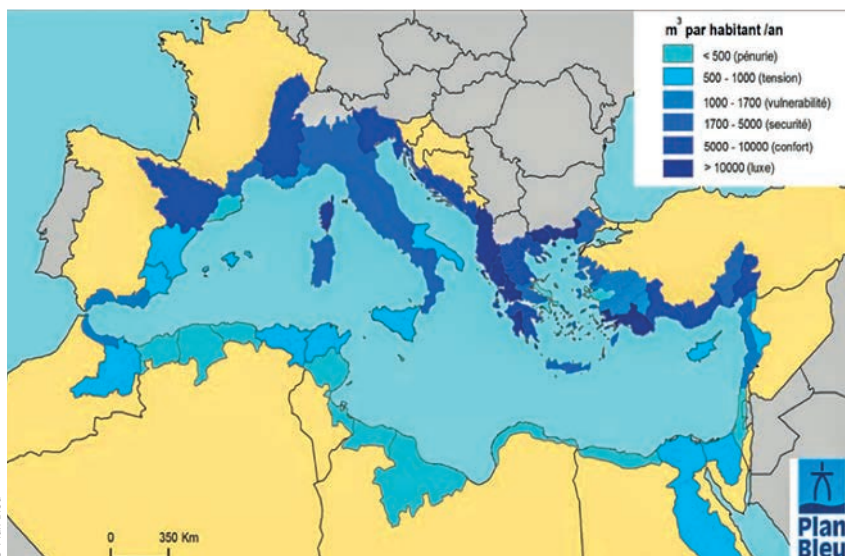 m³ par habitant /an
< 500 (pénurie)
500 - 1000 (tension)
1000 - 1700 (vulnerabilité)
1700 - 5000 (securité)
5000 - 10000 (confort)
> 10000 (luxe)
0 350 Km
Plan
Bleu